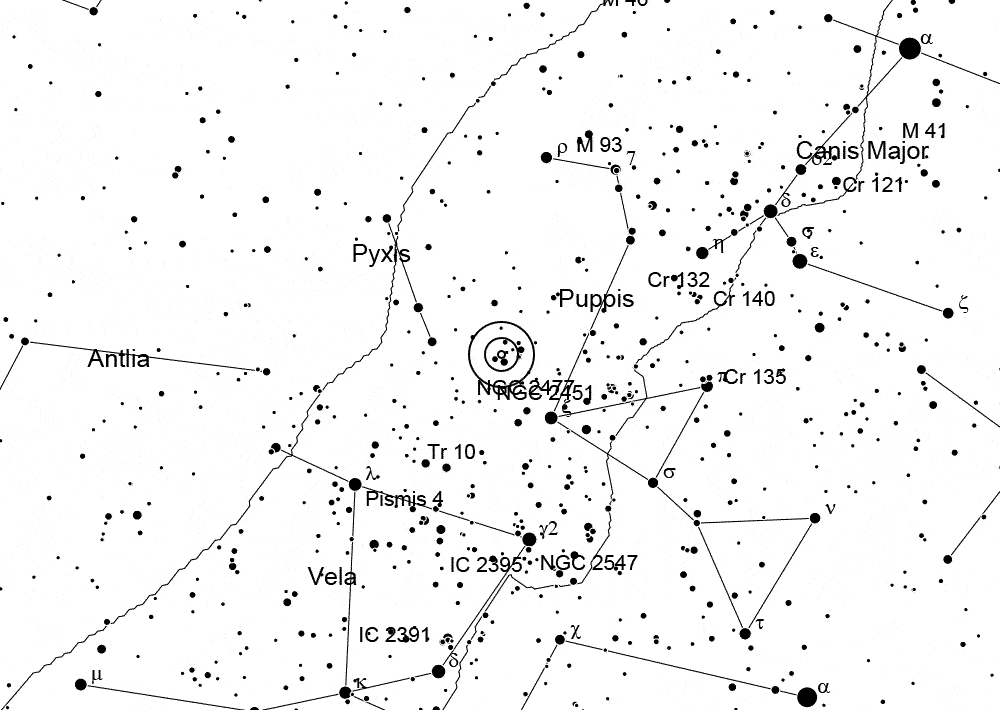 M 46
α
M 41
ρ M 93
7
Canis Major
δ2
Cr 121
δ
σ
η
ε
Pyxis
Cr 132
Puppis
Cr 140
ζ
Antlia
π
Cr 135
NGC 2477
NGC 2451
ξ
Tr 10
λ
σ
Pismis 4
ν
γ2
IC 2395
NGC 2547
Vela
τ
IC 2391
χ
δ
μ
κ
α